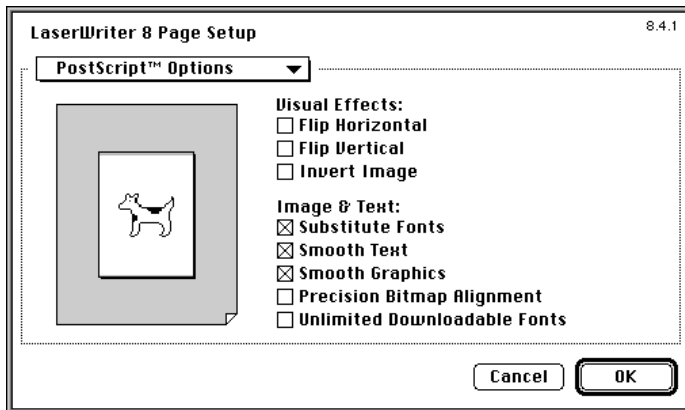 LaserWriter 8 Page Setup
8.4.1
PostScript™ Options
Visual Effects:
Flip Horizontal
Flip Vertical
Invert Image
Image & Text:
Substitute Fonts
Smooth Text
Smooth Graphics
Precision Bitmap Alignment
Unlimited Downloadable Fonts
Cancel
OK